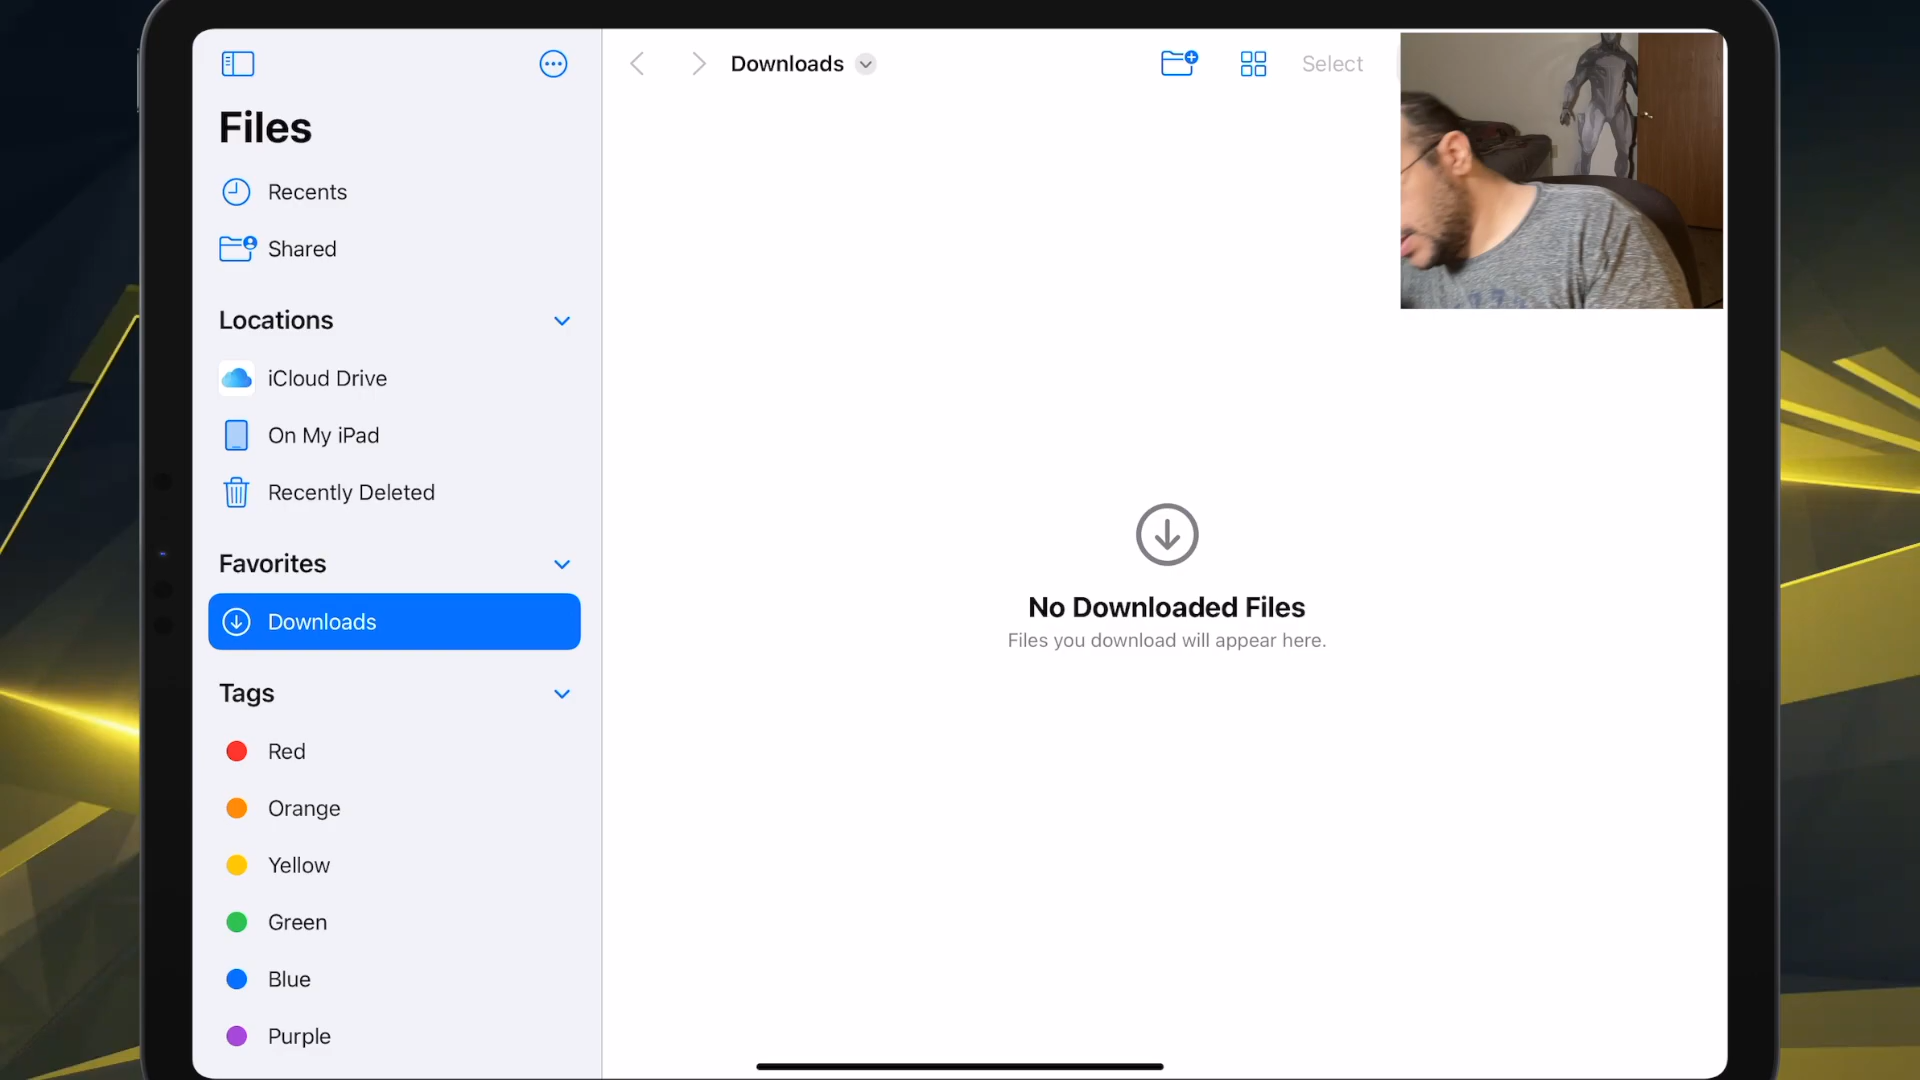 Files
Recents
Shared
Locations
iCloud Drive
On My iPad
Recently Deleted
Favorites
Downloads
Tags
Red
Orange
Yellow
Green
Blue
Purple
Downloads
Select
No Downloaded Files
Files you download will appear here.